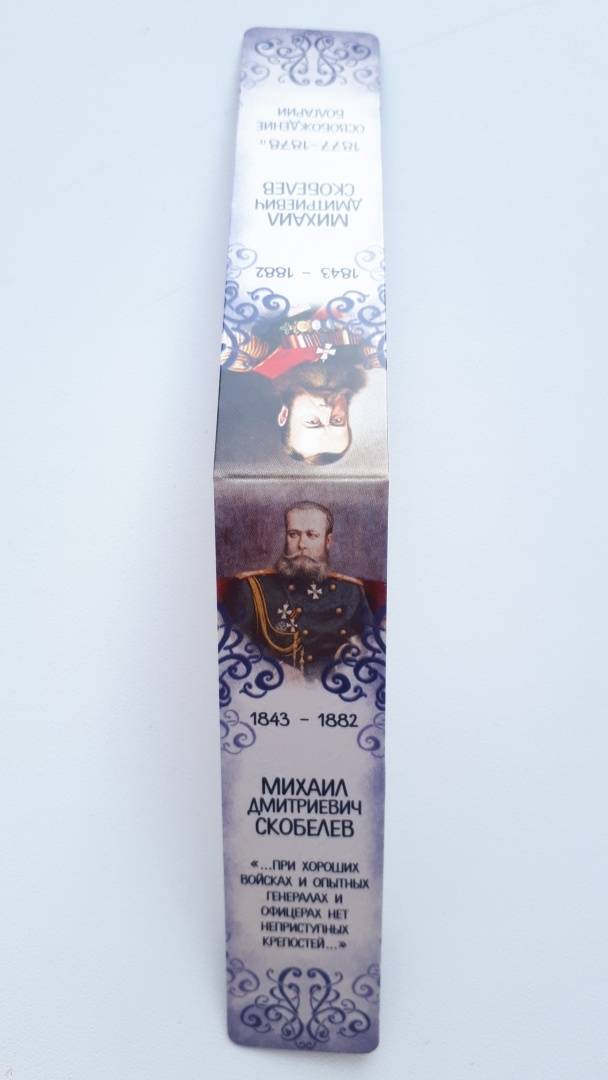 1843 - 1882
МИХАИЛ
ДМИТРИЕВИЧ
СКОБЕЛЕВ
1877-1878г.
ОСВОБОЖДЕНИЕ
БОЛГАРИИ
1843 - 1882
МИХАИЛ
ДМИТРИЕВИЧ
СКОБЕЛЕВ
«...ПРИ ХОРОШИХ
ВОЙСКАХ И ОПЫТНЫХ
ГЕНЕРАЛАХ И
ОФИЦЕРАХ НЕТ
НЕПРИСТУПНЫХ
КРЕПОСТЕЙ...»